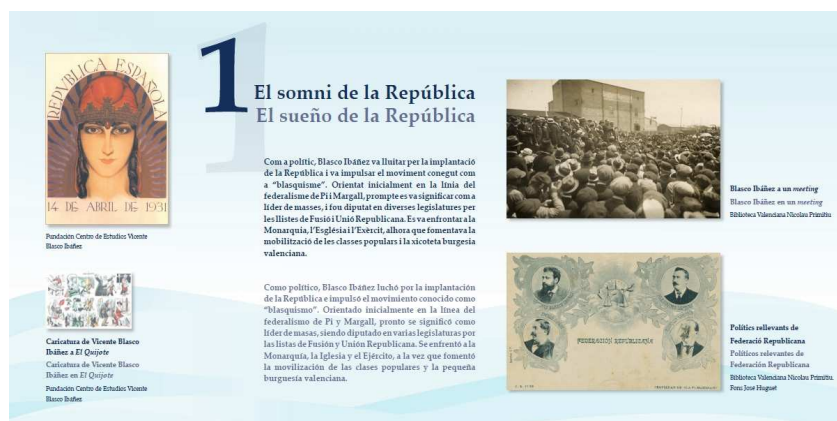 REPVBLICA ESPAÑOLA
14 DE ABRIL DE 1931
Fundación Centro de Estudios Vicente
Blasco Ibáñez
Caricatura de Vicente Blasco
Ibáñez a El Quijote
Caricatura de Vicente Blasco
Ibáñez en El Quijote
Fundación Centro de Estudios Vicente
Blasco Ibáñez
1
El somni de la República
El sueño de la República
Com a polític, Blasco Ibáñez va lluitar per la implantació
de la República i va impulsar el moviment conegut com
a "blasquisme". Orientat inicialment en la línia del
federalisme de Pi i Margall, prompte es va significar com a
líder de masses, i fou diputat en diverses legislatures per
les llistes de Fusió i Unió Republicana. Es va enfrontar a la
Monarquia, l'Església i l'Exèrcit, alhora que fomentava la
mobilització de les classes populars i la xicoteta burgesia
valenciana.
Como político, Blasco Ibáñez luchó por la implantación
de la República e impulsó el movimiento conocido como
"blasquismo". Orientado inicialmente en la línea del
federalismo de Pi y Margall, pronto se significó como
líder de masas, siendo diputado en varias legislaturas por
las listas de Fusión y Unión Republicana. Se enfrentó a la
Monarquía, la Iglesia y el Ejército, a la vez que fomentó
la movilización de las clases populares y la pequeña
burguesía valenciana.
Blasco Ibáñez a un meeting
Blasco Ibáñez en un meeting
Biblioteca Valenciana Nicolau Primitiu
FEDERACIÓN REPUBLICANA
Polítics rellevants de
Federació Republicana
Políticos relevantes de
Federación Republicana
Biblioteca Valenciana Nicolau Primitiu.
Fons José Huguet